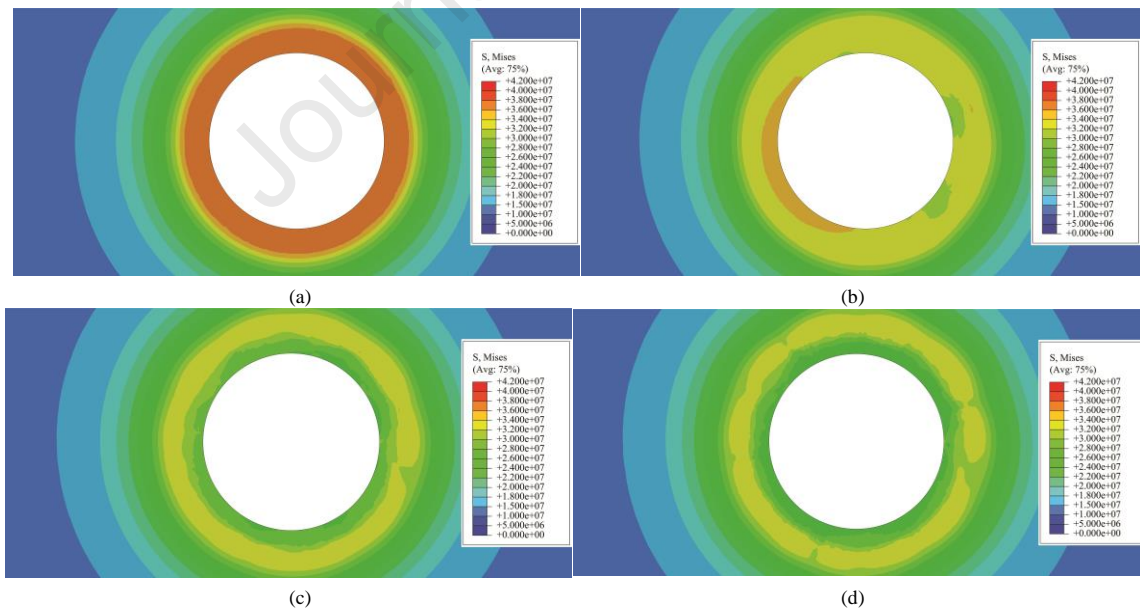 Journ
S, Mises
(Avg: 75%)
+4.200e+07
+4.000e+07
+3.800e+07
+3.600e+07
+3.400e+07
+3.200e+07
+3.000e+07
+2.800e+07
+2.600e+07
+2.400e+07
+2.200e+07
+2.000e+07
+1.800e+07
+1.500e+07
+1.000e+07
+5.000e+06
+0.000e+00
(a)
S, Mises
(Avg: 75%)
+4.200e+07
+4.000e+07
+3.800e+07
+3.600e+07
+3.400e+07
+3.200e+07
+3.000e+07
+2.800e+07
+2.600e+07
+2.400e+07
+2.200e+07
+2.000e+07
+1.800e+07
+1.500e+07
+1.000e+07
+5.000e+06
+0.000e+00
(b)
S, Mises
(Avg: 75%)
+4.200e+07
+4.000e+07
+3.800e+07
+3.600e+07
+3.400e+07
+3.200e+07
+3.000e+07
+2.800e+07
+2.600e+07
+2.400e+07
+2.200e+07
+2.000e+07
+1.800e+07
+1.500e+07
+1.000e+07
+5.000e+06
+0.000e+00
(c)
S, Mises
(Avg: 75%)
+4.200e+07
+4.000e+07
+3.800e+07
+3.600e+07
+3.400e+07
+3.200e+07
+3.000e+07
+2.800e+07
+2.600e+07
+2.400e+07
+2.200e+07
+2.000e+07
+1.800e+07
+1.500e+07
+1.000e+07
+5.000e+06
+0.000e+00
(d)